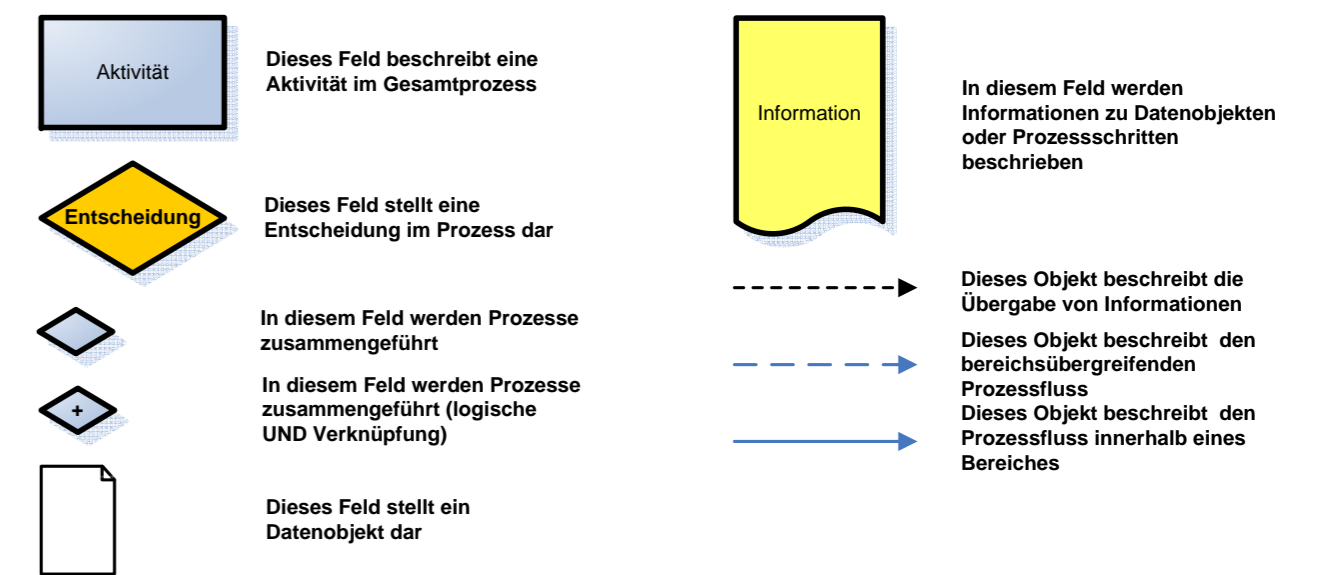 Aktivität
Dieses Feld beschreibt eine
Aktivität im Gesamtprozess
Entscheidung
Dieses Feld stellt eine
Entscheidung im Prozess dar
In diesem Feld werden Prozesse
zusammengeführt
+
In diesem Feld werden Prozesse
zusammengeführt (logische
UND Verknüpfung)
Dieses Feld stellt ein
Datenobjekt dar
Information
In diesem Feld werden
Informationen zu Datenobjekten
oder Prozessschritten
beschrieben
Dieses Objekt beschreibt die
Übergabe von Informationen
Dieses Objekt beschreibt  den
bereichsübergreifenden
Prozessfluss
Dieses Objekt beschreibt  den
Prozessfluss innerhalb eines
Bereiches